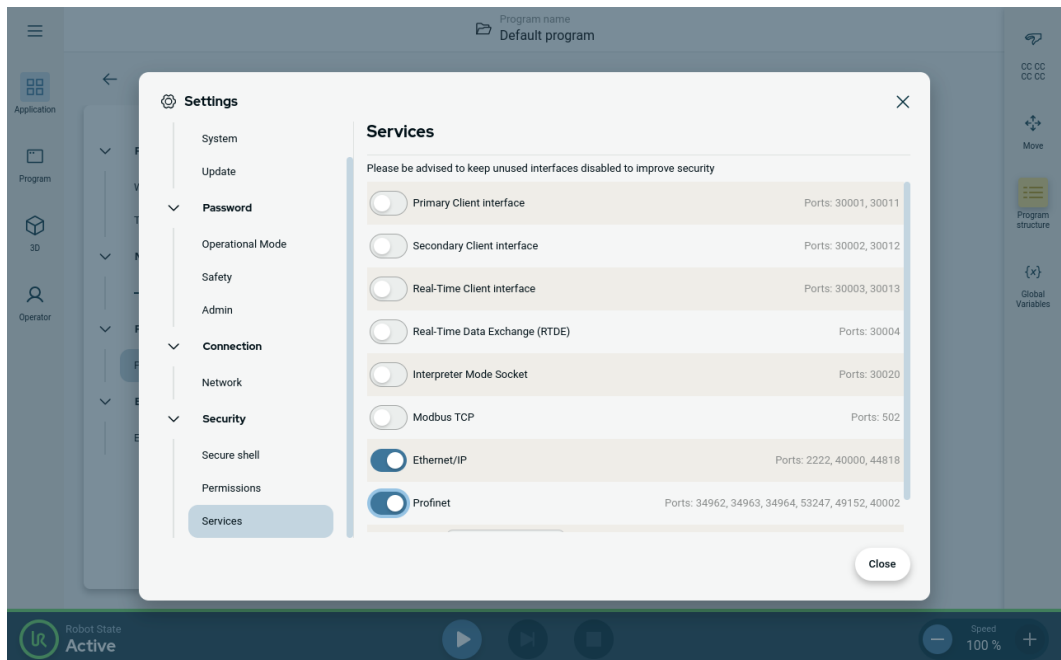 Program name
Default program
Application
Program
3D
Operator
Settings
System
Update
Password
Operational Mode
Safety
Admin
Connection
Network
Security
Secure shell
Permissions
Services
Services
Please be advised to keep unused interfaces disabled to improve security
Primary Client interface Ports: 30001, 30011
Secondary Client interface Ports: 30002, 30012
Real-Time Client interface Ports: 30003, 30013
Real-Time Data Exchange (RTDE) Ports: 30004
Interpreter Mode Socket Ports: 30020
Modbus TCP Ports: 502
Ethernet/IP Ports: 2222, 40000, 44818
Profinet Ports: 34962, 34963, 34964, 53247, 49152, 40002
Close
CC CC
CC CC
Move
Program
structure
{x}
Global
Variables
Robot State
Active
Speed
100 %